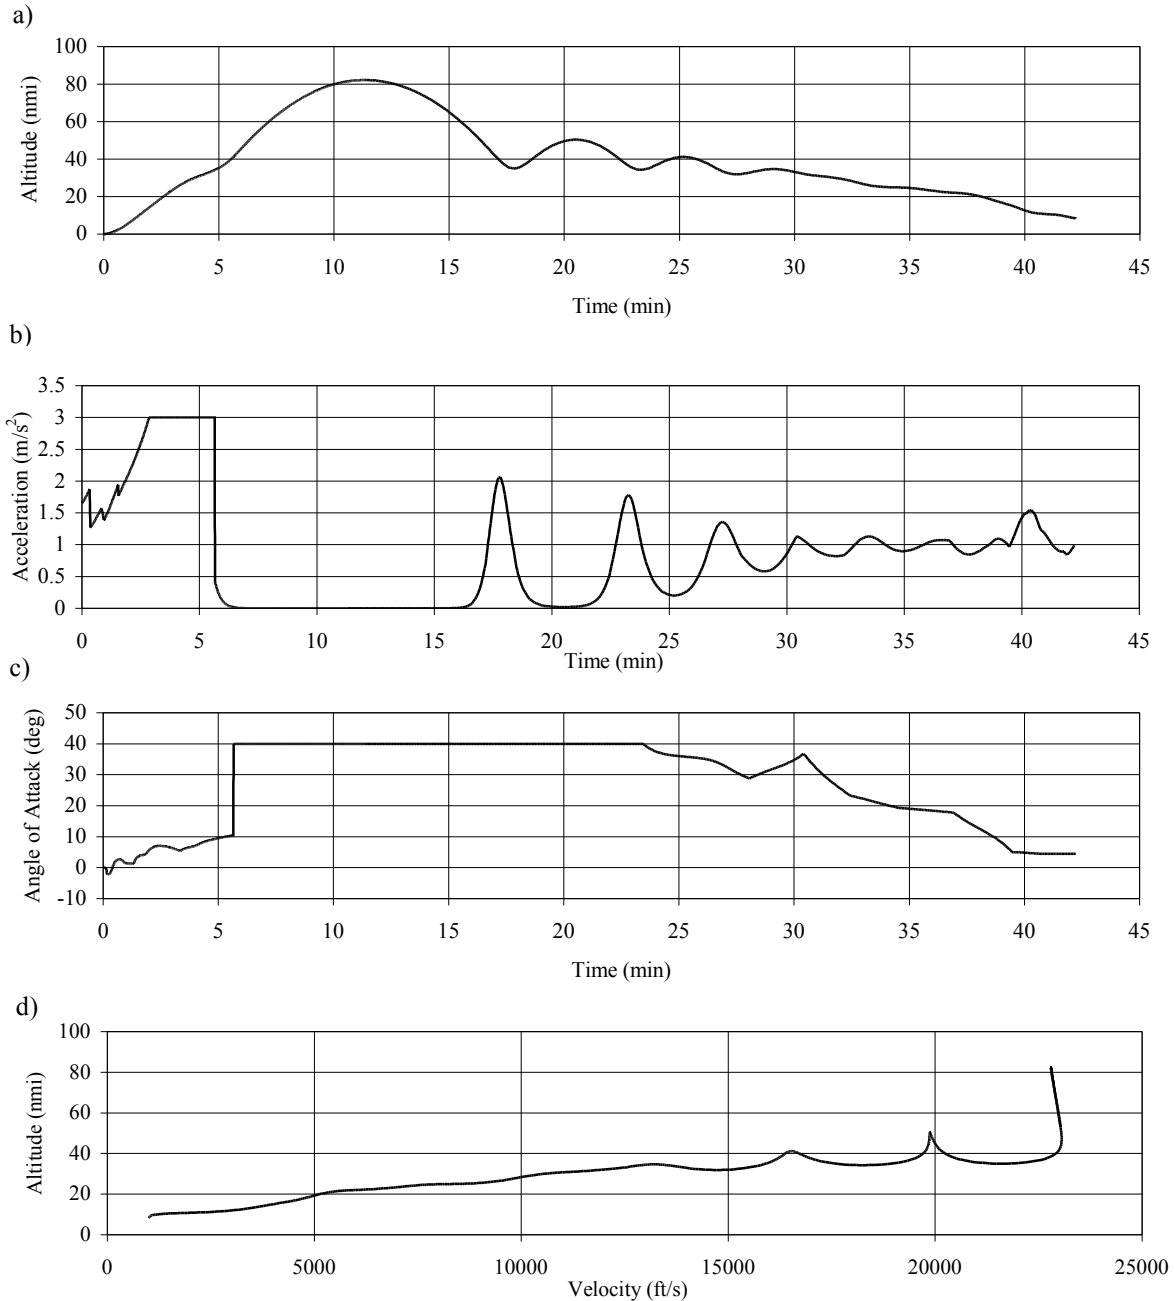 a)
100
80
60
40
20
0
Altitude (nmi)
0 5 10 15 20 25 30 35 40 45
Time (min)
b)
3.5
3
2.5
2
1.5
1
0.5
0
Acceleration (m/s²)
0 5 10 15 20 25 30 35 40 45
Time (min)
c)
50
40
30
20
10
0
-10
Angle of Attack (deg)
0 5 10 15 20 25 30 35 40 45
Time (min)
d)
100
80
60
40
20
0
Altitude (nmi)
0 5000 10000 15000 20000 25000
Velocity (ft/s)